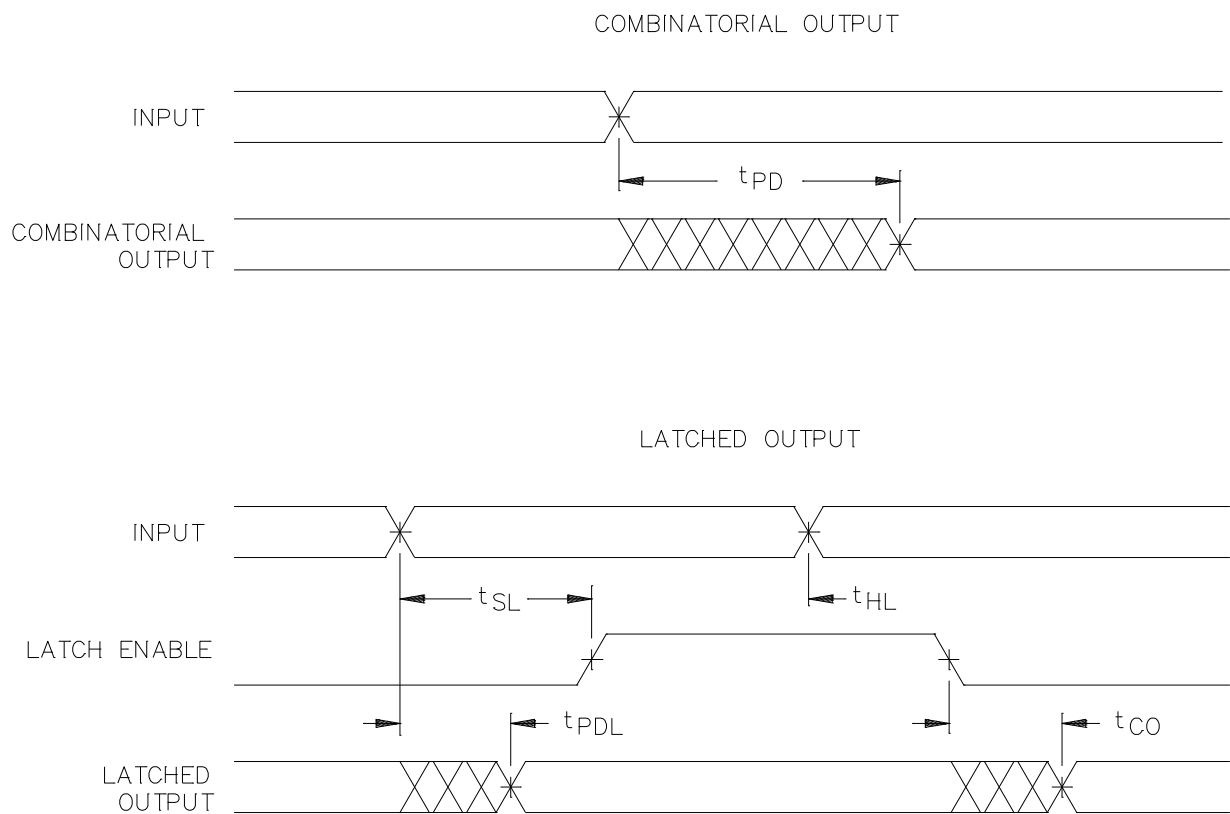 COMBINATORIAL OUTPUT
INPUT
tPD
COMBINATORIAL
OUTPUT
LATCHED OUTPUT
INPUT
tSL
tHL
LATCH ENABLE
tPDL
tCO
LATCHED
OUTPUT